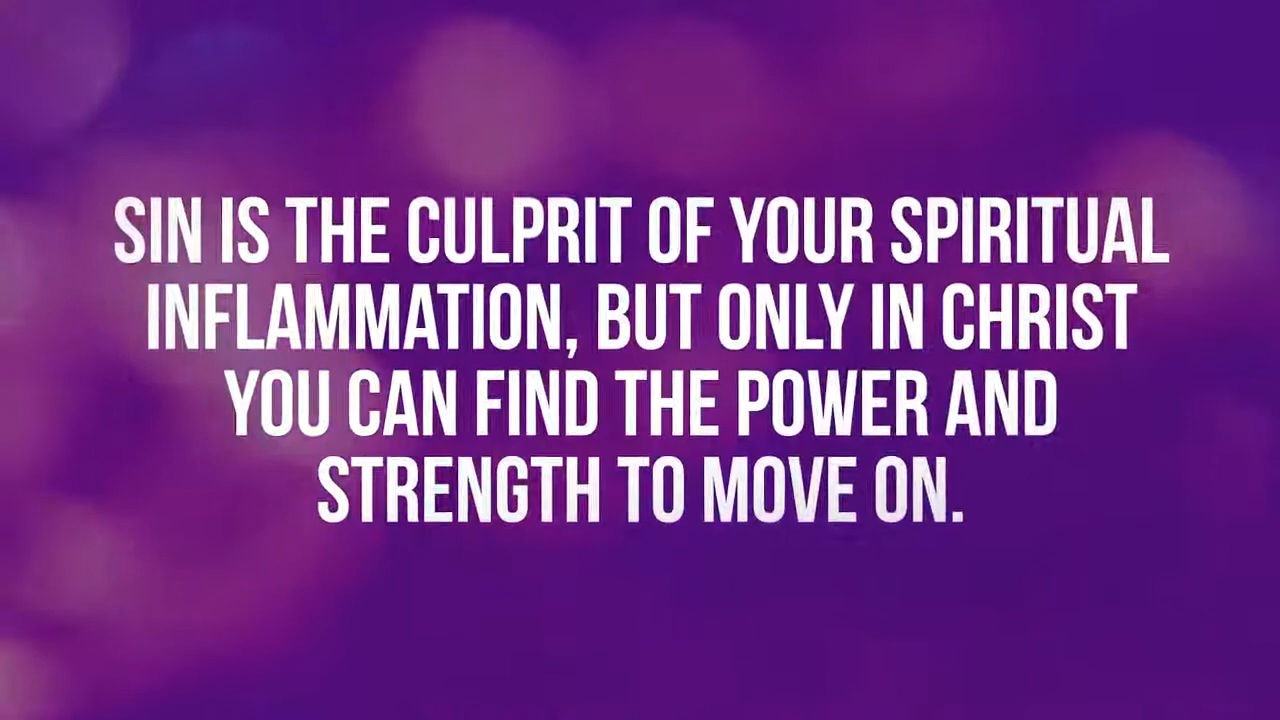 SIN IS THE CULPRIT OF YOUR SPIRITUAL
INFLAMMATION, BUT ONLY IN CHRIST
YOU CAN FIND THE POWER AND
STRENGTH TO MOVE ON.